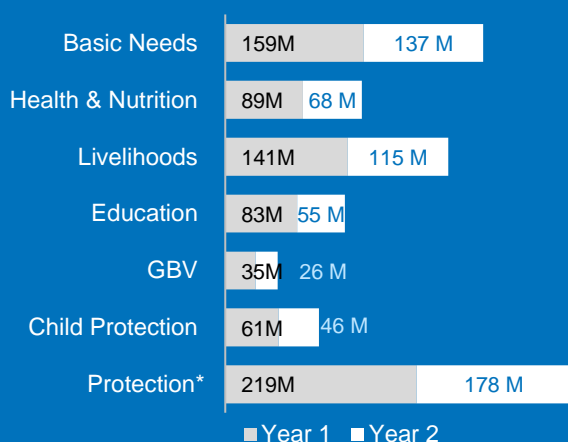 Basic Needs 159M 137 M
Health & Nutrition 89M 68 M
Livelihoods 141M 115 M
Education 83M 55 M
GBV 35M 26 M
Child Protection 61M 46 M
Protection* 219M 178 M
Year 1 Year 2